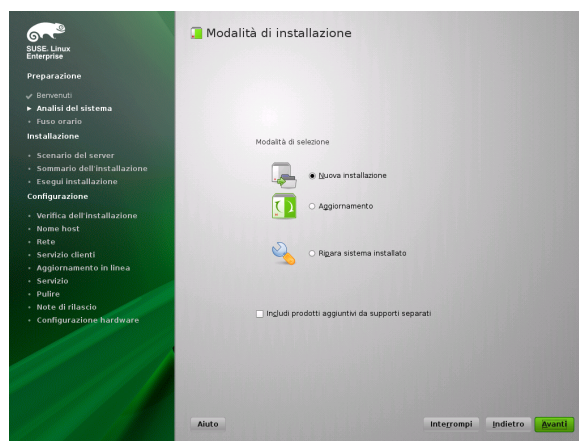 SUSE. Linux
Enterprise
Preparazione
Benvenuti
Analisi del sistema
Fuso orario
Installazione
Scenario del server
Sommario dell'installazione
Esegui installazione
Configurazione
Verifica dell'installazione
Nome host
Rete
Servizio clienti
Aggiornamento in linea
Servizio
Pulire
Note di rilascio
Configurazione hardware
Modalità di installazione
Modalità di selezione
Nuova installazione
Aggiornamento
Ripara sistema installato
Includi prodotti aggiuntivi da supporti separati
Aiuto
Interrompi
Indietro
Avanti